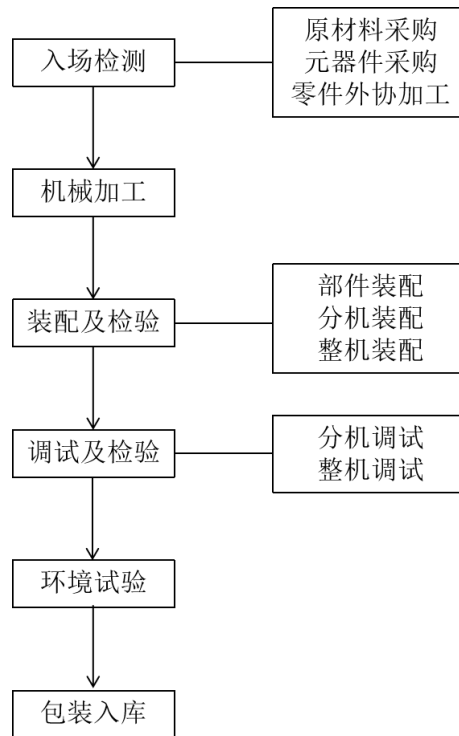 入场检测
原材料采购
元器件采购
零件外协加工
机械加工
装配及检验
部件装配
分机装配
整机装配
调试及检验
分机调试
整机调试
环境试验
包装入库